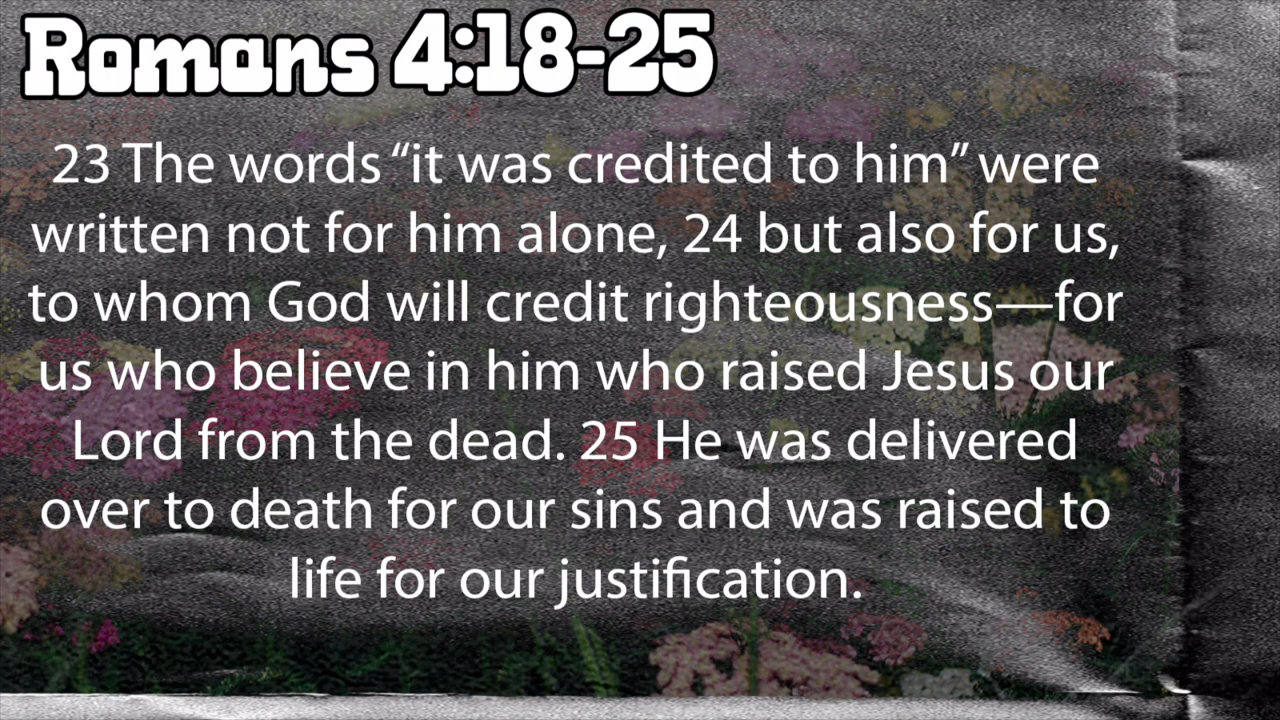 Romans 4:18-25
23 The words “it was credited to him” were
written not for him alone, 24 but also for us,
to whom God will credit righteousness—for
us who believe in him who raised Jesus our
Lord from the dead. 25 He was delivered
over to death for our sins and was raised to
life for our justification.